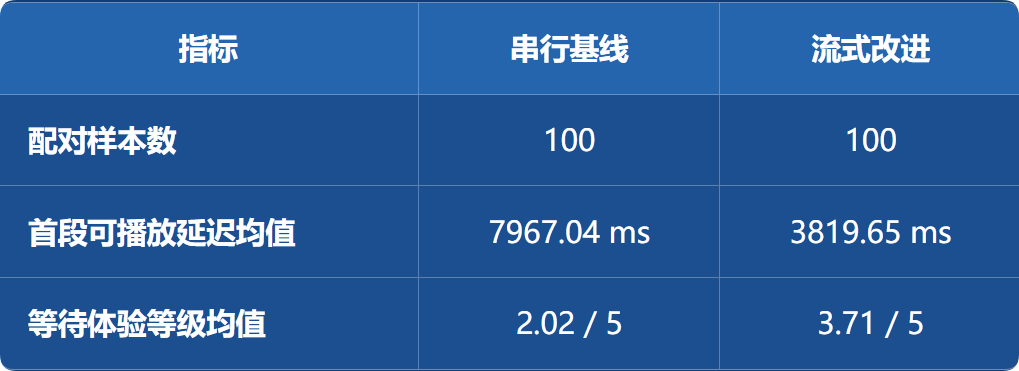 指标 串行基线 流式改进
配对样本数 100 100
首段可播放延迟均值 7967.04 ms 3819.65 ms
等待体验等级均值 2.02 / 5 3.71 / 5